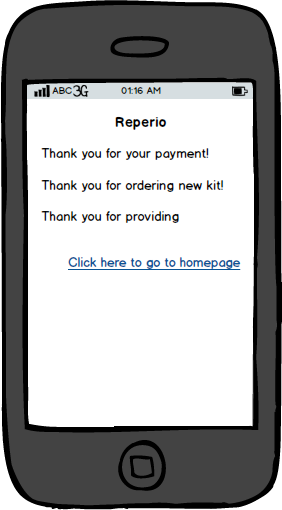 ABC 3G 01:16 AM
Reperio
Thank you for your payment!
Thank you for ordering new kit!
Thank you for providing
Click here to go to homepage